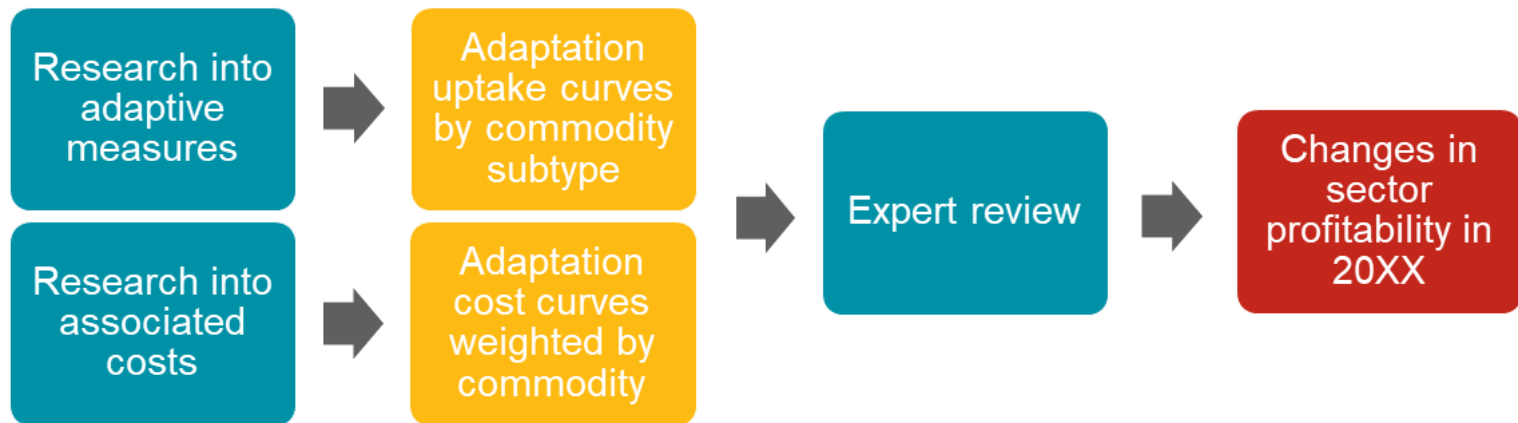 Research into
adaptive
measures
Adaptation
uptake curves
by commodity
subtype
Research into
associated
costs
Adaptation
cost curves
weighted by
commodity
Expert review
Changes in
sector
profitability in
20XX